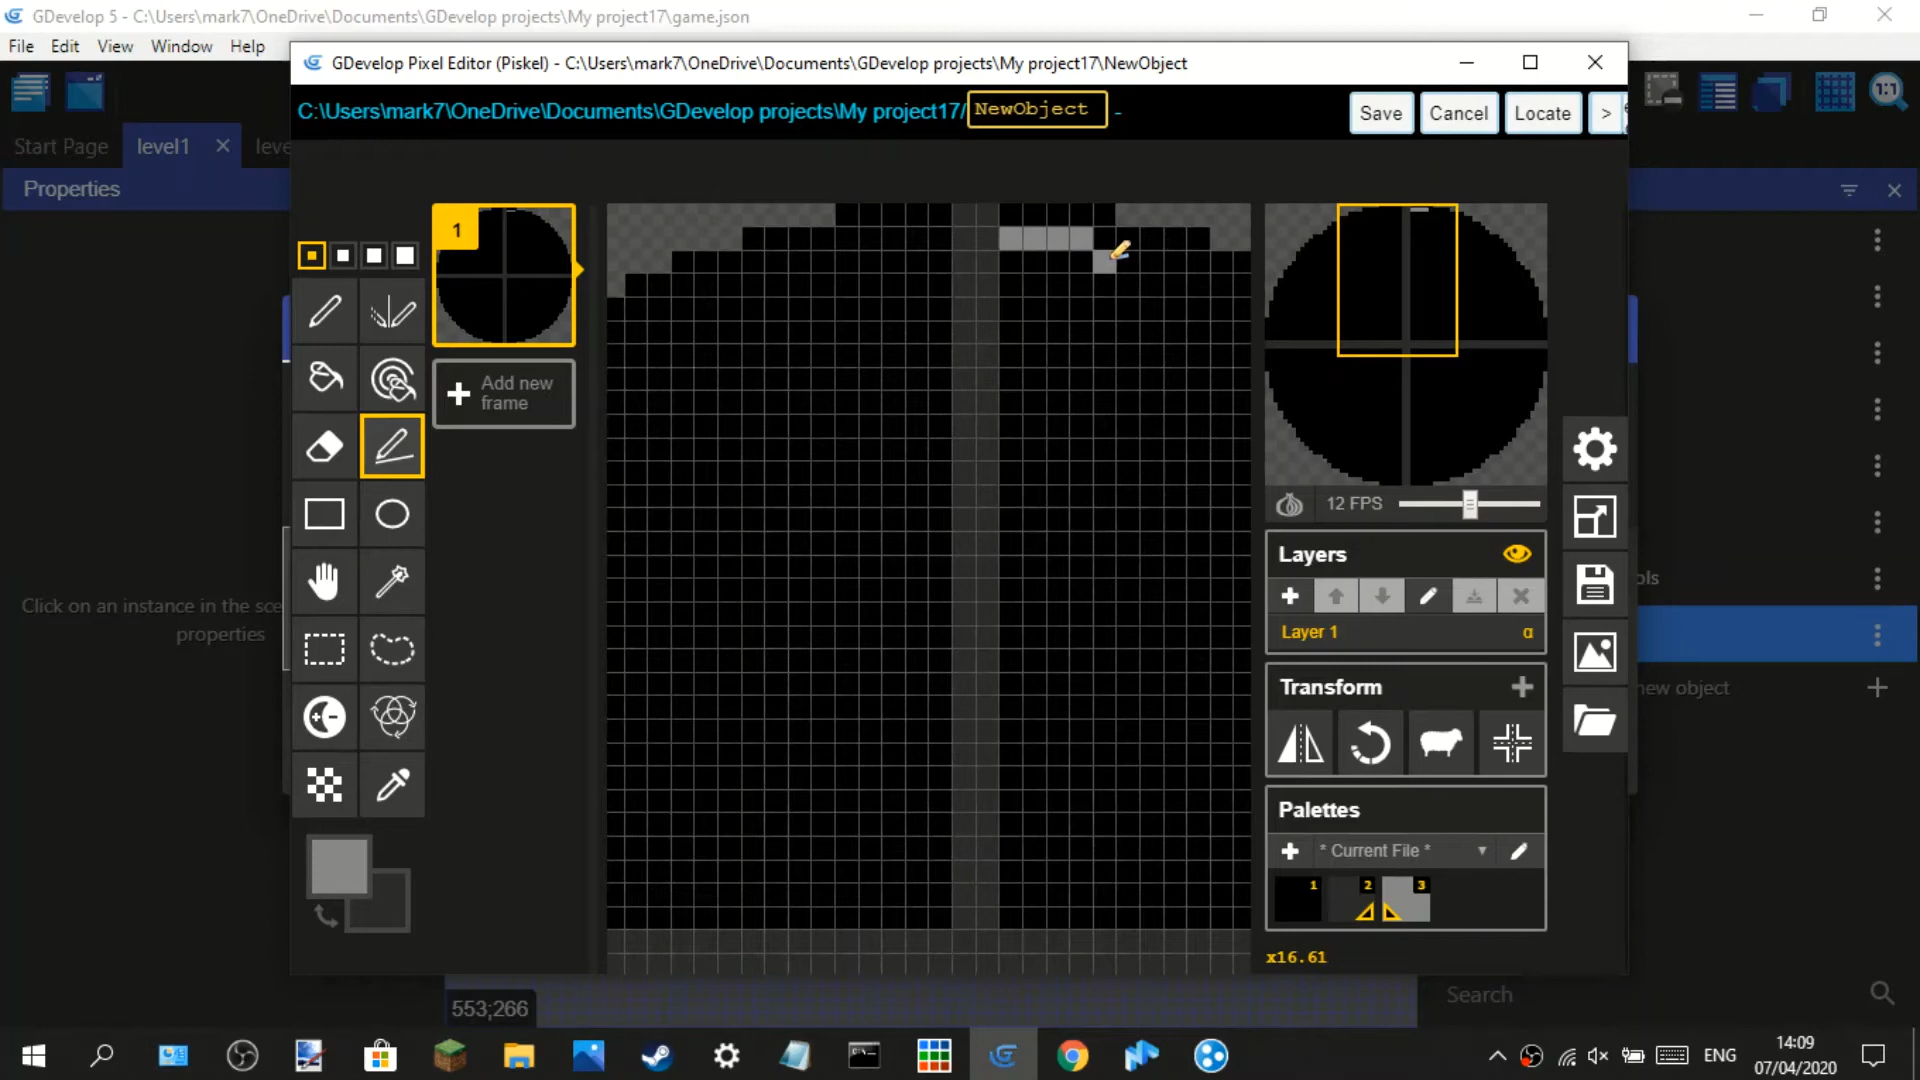 GDevelop 5 - C:\Users\mark7\OneDrive\Documents\GDevelop projects\My project17\game.json
File Edit View Window Help
GDevelop Pixel Editor (Piskel) - C:\Users\mark7\OneDrive\Documents\GDevelop projects\My project17\NewObject
C:\Users\mark7\OneDrive\Documents\GDevelop projects\My project17/ NewObject -
Save Cancel Locate >
1:1
Start Page level1
Properties
1
Add new
frame
12 FPS
Layers
Layer 1 α
Transform
Palettes
* Current File *
1 2 3
x16.61
Click on an instance in the sce
properties
ols
new object
553;266
Search
ENG
14:09
07/04/2020